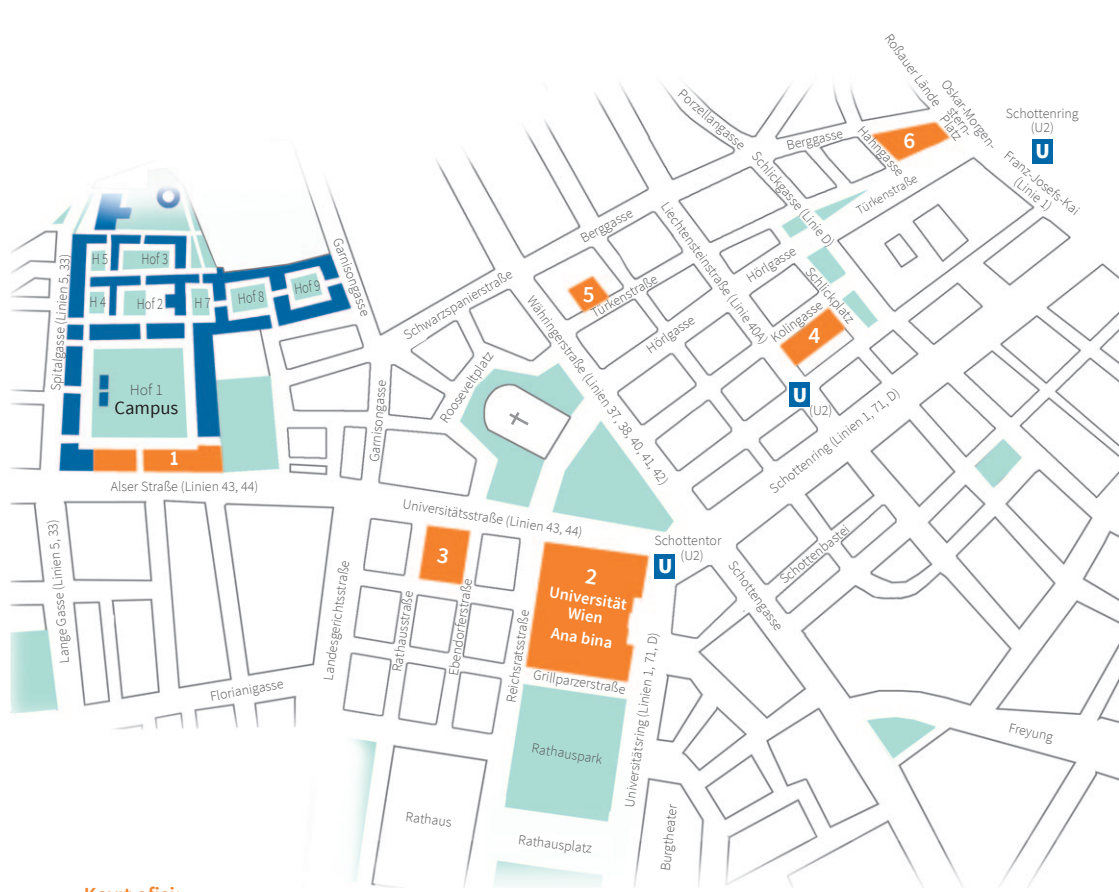 Roßauer Lände
Oskar-Morgen-
stern-
Platz
Schottenring
(U2)
U
Franz-Josefs-Kai
(Linie 1)
Porzellangasse
Berggasse
Hahngasse
6
Schlickgasse (Linie D)
Türkenstraße
Berggasse
Liechtensteinstraße (Linie 40A)
Hörlgasse
Schlickplatz
Kolingasse
4
5
Türkenstraße
Hörlgasse
Währingerstraße (Linien 37, 38, 40, 41, 42)
Schwarzspanierstraße
Garnisongasse
U
(U2)
Schottenring (Linien 1, 71, D)
H 5
Hof 3
H 4
Hof 2
H 7
Hof 8
Hof 9
Spitalgasse (Linien 5, 33)
Hof 1
Campus
1
Rooseveltplatz
Garnisongasse
Alser Straße (Linien 43, 44)
Universitätsstraße (Linien 43, 44)
Schottentor
(U2)
U
Schottenbastei
Schottengasse
3
2
Universität
Wien
Ana bina
Lange Gasse (Linien 5, 33)
Landesgerichtsstraße
Rathausstraße
Ebendorferstraße
Reichsratsstraße
Grillparzerstraße
Universitätsring (Linien 1, 71, D)
Florianigasse
Freyung
Rathauspark
Rathaus
Rathausplatz
Burgtheater